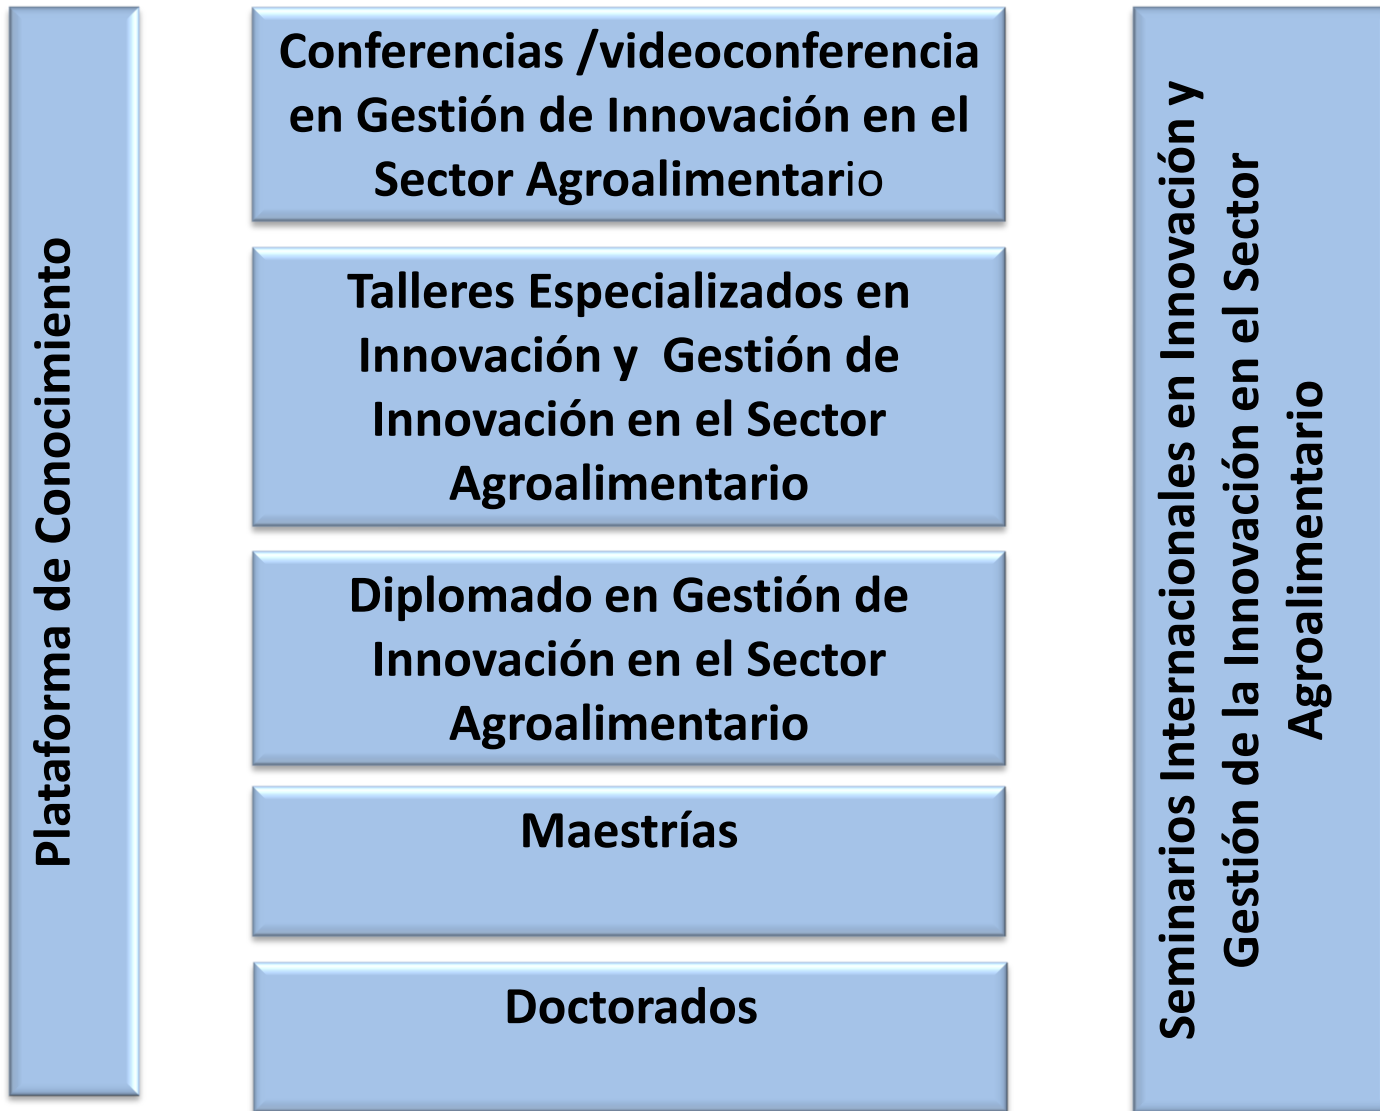 Plataforma de Conocimiento
Conferencias /videoconferencia
en Gestión de Innovación en el
Sector Agroalimentario
Talleres Especializados en
Innovación y  Gestión de
Innovación en el Sector
Agroalimentario
Diplomado en Gestión de
Innovación en el Sector
Agroalimentario
Maestrías
Doctorados
Seminarios Internacionales en Innovación y
Gestión de la Innovación en el Sector
Agroalimentario